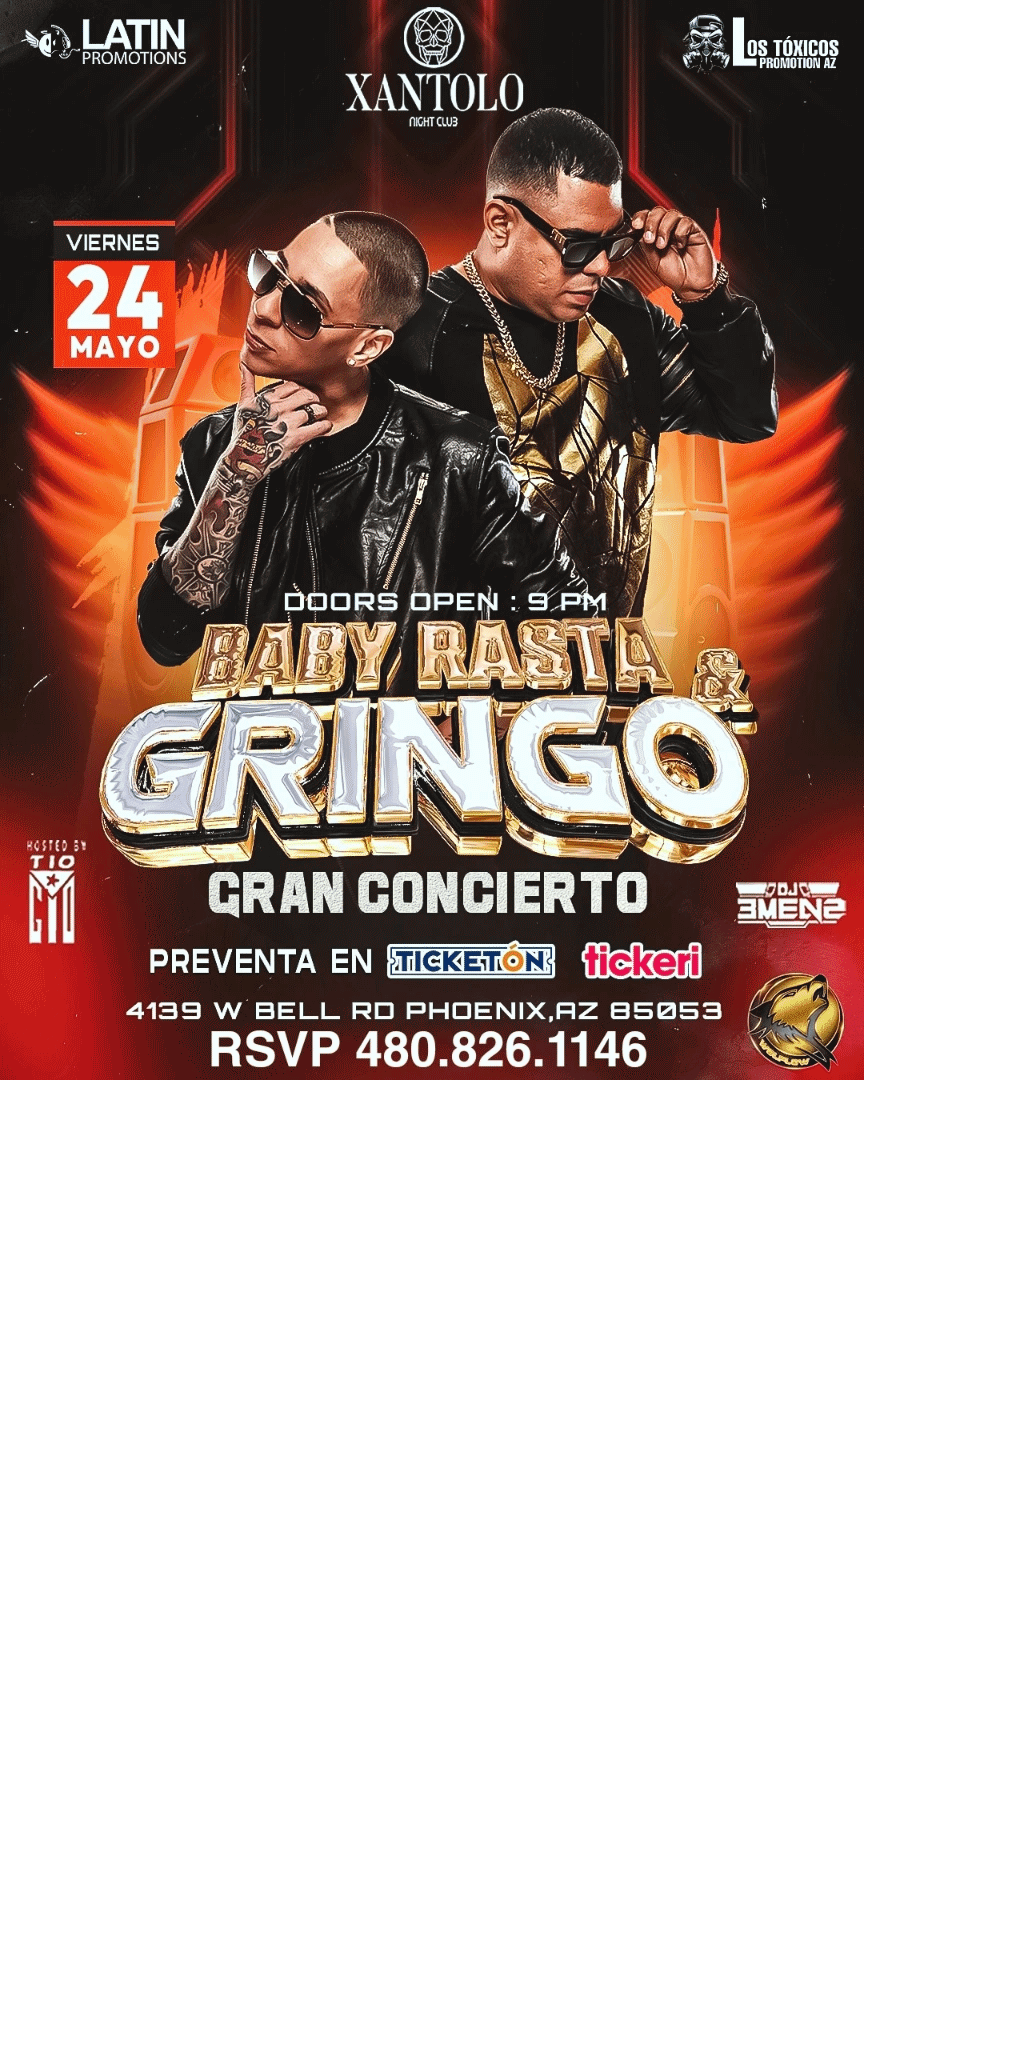 LATIN
PROMOTIONS
XANTOLO
NIGHT CLUB
LOS TÓXICOS
PROMOTION AZ
VIERNES
24
MAYO
DOORS OPEN : 9 PM
BABY RASTA &
GRINGO
GRAN CONCIERTO
HOSTED BY
TIO
DJ
3MEN2
PREVENTA EN TICKETÓN tickeri
4139 W BELL RD PHOENIX,AZ 85053
RSVP 480.826.1146